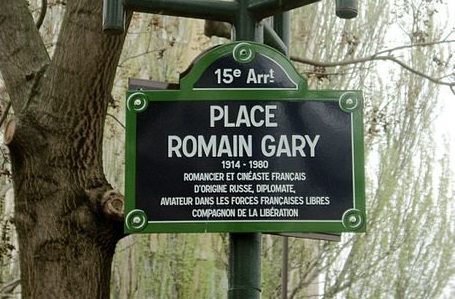 15e Arrt
PLACE
ROMAIN GARY
1914 - 1980
ROMANCIER ET CINÉASTE FRANÇAIS
D'ORIGINE RUSSE, DIPLOMATE,
AVIATEUR DANS LES FORCES FRANÇAISES LIBRES
COMPAGNON DE LA LIBÉRATION